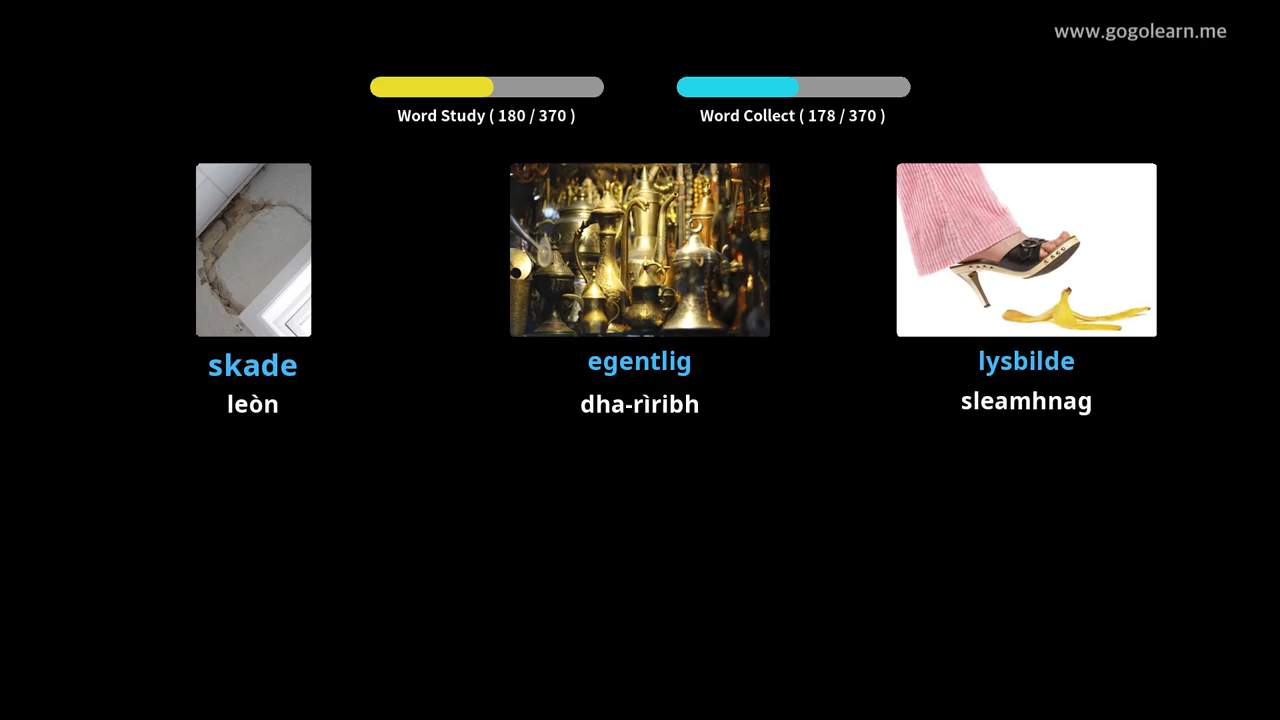 www.gogolearn.me
Word Study ( 180 / 370 )
Word Collect ( 178 / 370 )
skade
leòn
egentlig
dha-rìribh
lysbilde
sleamhnag